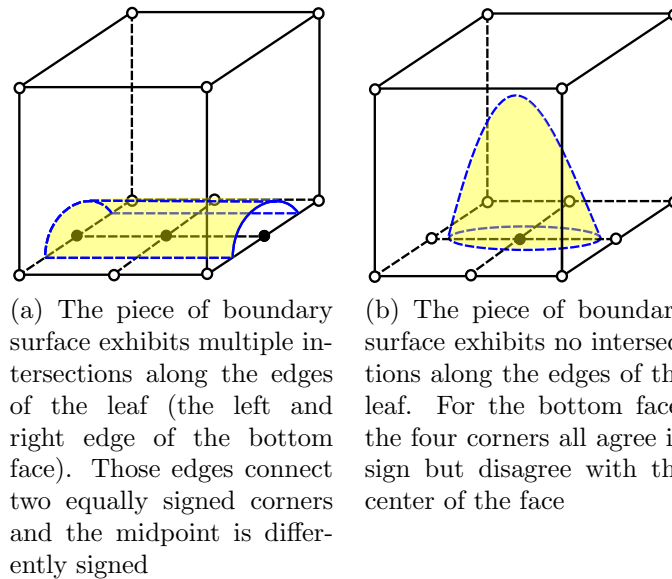 (a) The piece of boundary
surface exhibits multiple in-
tersections along the edges
of the leaf (the left and
right edge of the bottom
face). Those edges connect
two equally signed corners
and the midpoint is differ-
ently signed
(b) The piece of boundar
surface exhibits no intersec
tions along the edges of th
leaf. For the bottom face
the four corners all agree i
sign but disagree with th
center of the face